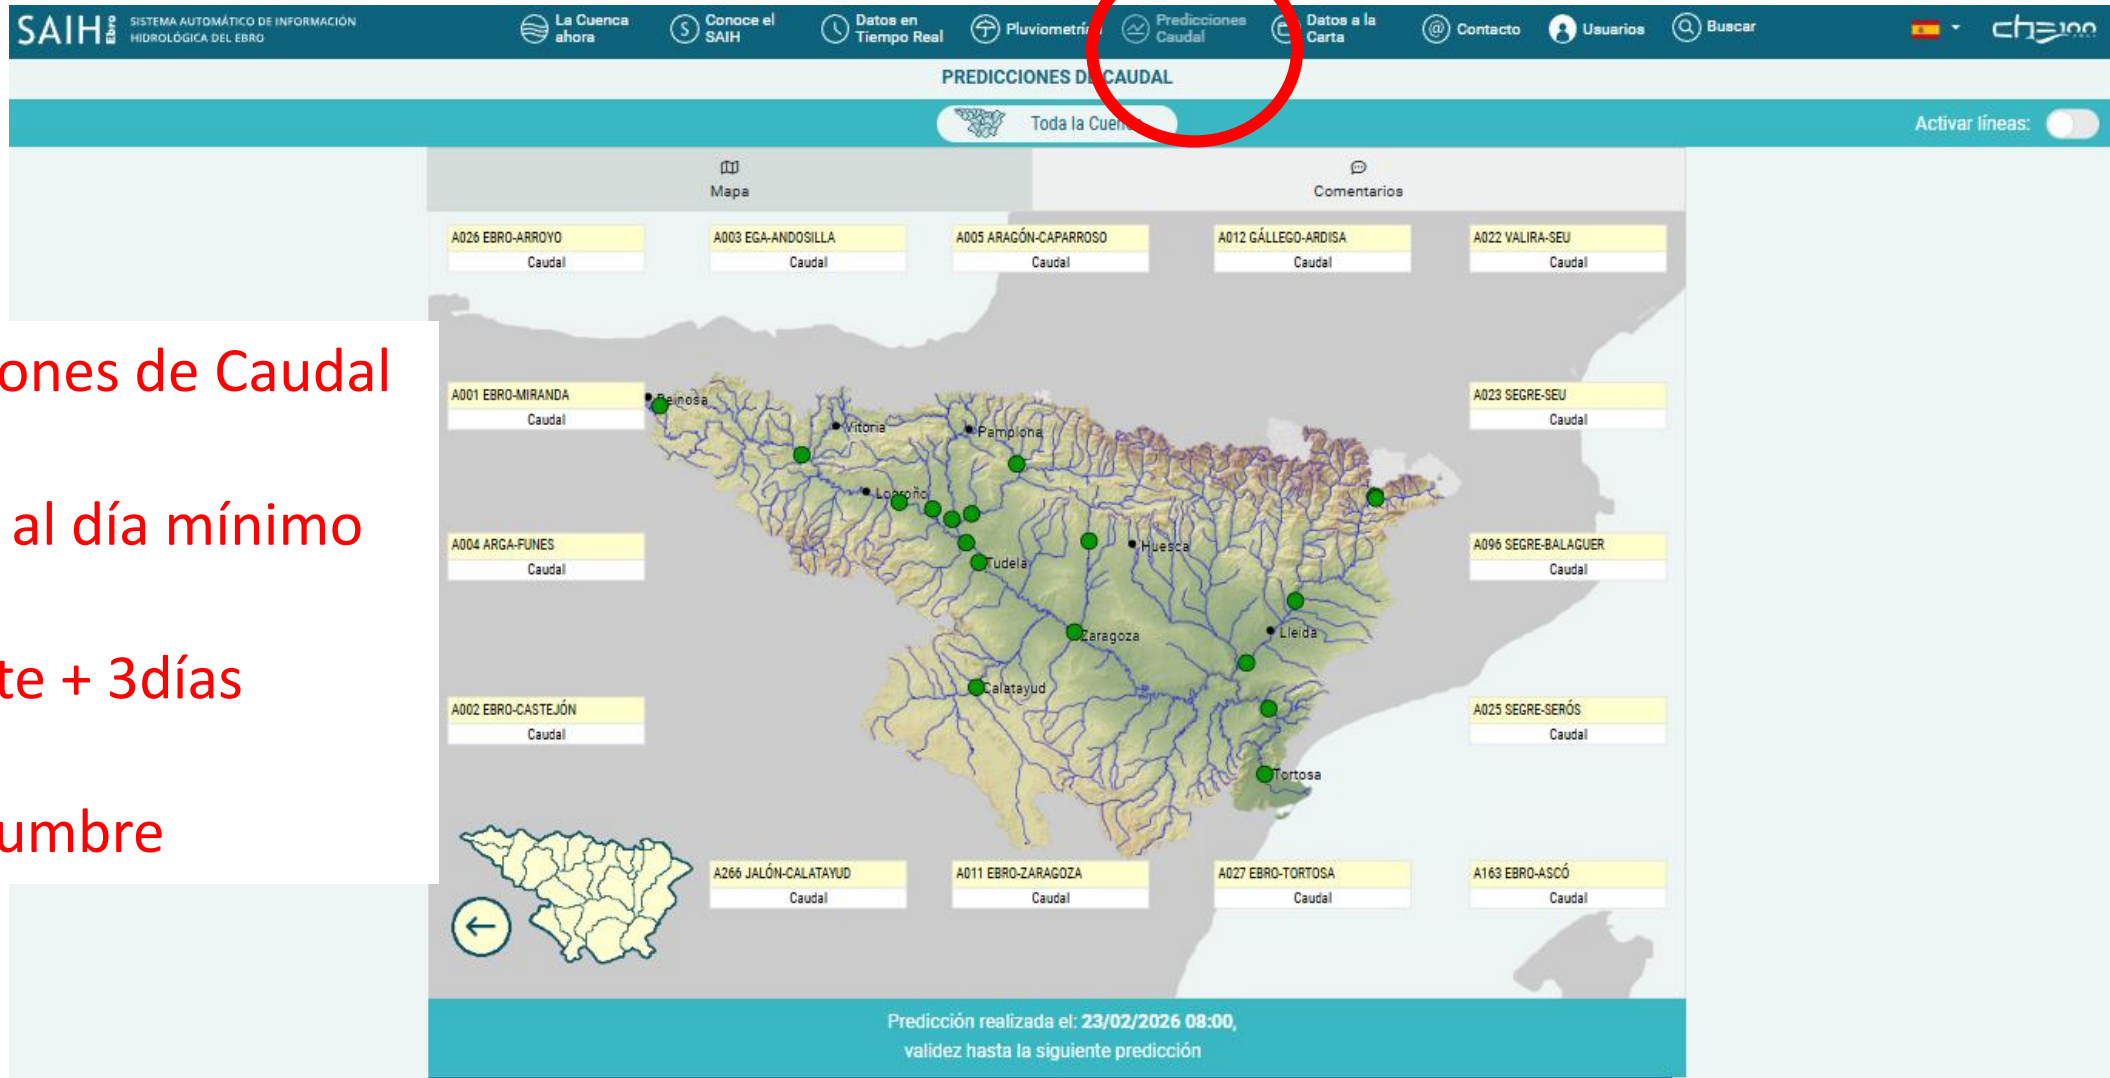 SAIH Ebro SISTEMA AUTOMÁTICO DE INFORMACIÓN
HIDROLÓGICA DEL EBRO
La Cuenca ahora
Conoce el SAIH
Datos en Tiempo Real
Pluviometría
Predicciones Caudal
Datos a la Carta
Contacto
Usuarios
Buscar
che 100
PREDICCIONES DE CAUDAL
Toda la Cuenca
Activar líneas:
Mapa
Comentarios
A026 EBRO-ARROYO
Caudal
A003 EGA-ANDOSILLA
Caudal
A005 ARAGÓN-CAPARROSO
Caudal
A012 GÁLLEGO-ARDISA
Caudal
A022 VALIRA-SEU
Caudal
ones de Caudal
al día mínimo
te + 3días
umbre
A001 EBRO-MIRANDA
Caudal
A023 SEGRE-SEU
Caudal
Reinosa
Vitoria
Pamplona
Logroño
A004 ARGA-FUNES
Caudal
Huesca
A096 SEGRE-BALAGUER
Caudal
Tudela
Zaragoza
Lleida
Calatayud
A002 EBRO-CASTEJÓN
Caudal
A025 SEGRE-SERÓS
Caudal
Tortosa
A266 JALÓN-CALATAYUD
Caudal
A011 EBRO-ZARAGOZA
Caudal
A027 EBRO-TORTOSA
Caudal
A163 EBRO-ASCÓ
Caudal
Predicción realizada el: 23/02/2026 08:00,
validez hasta la siguiente predicción